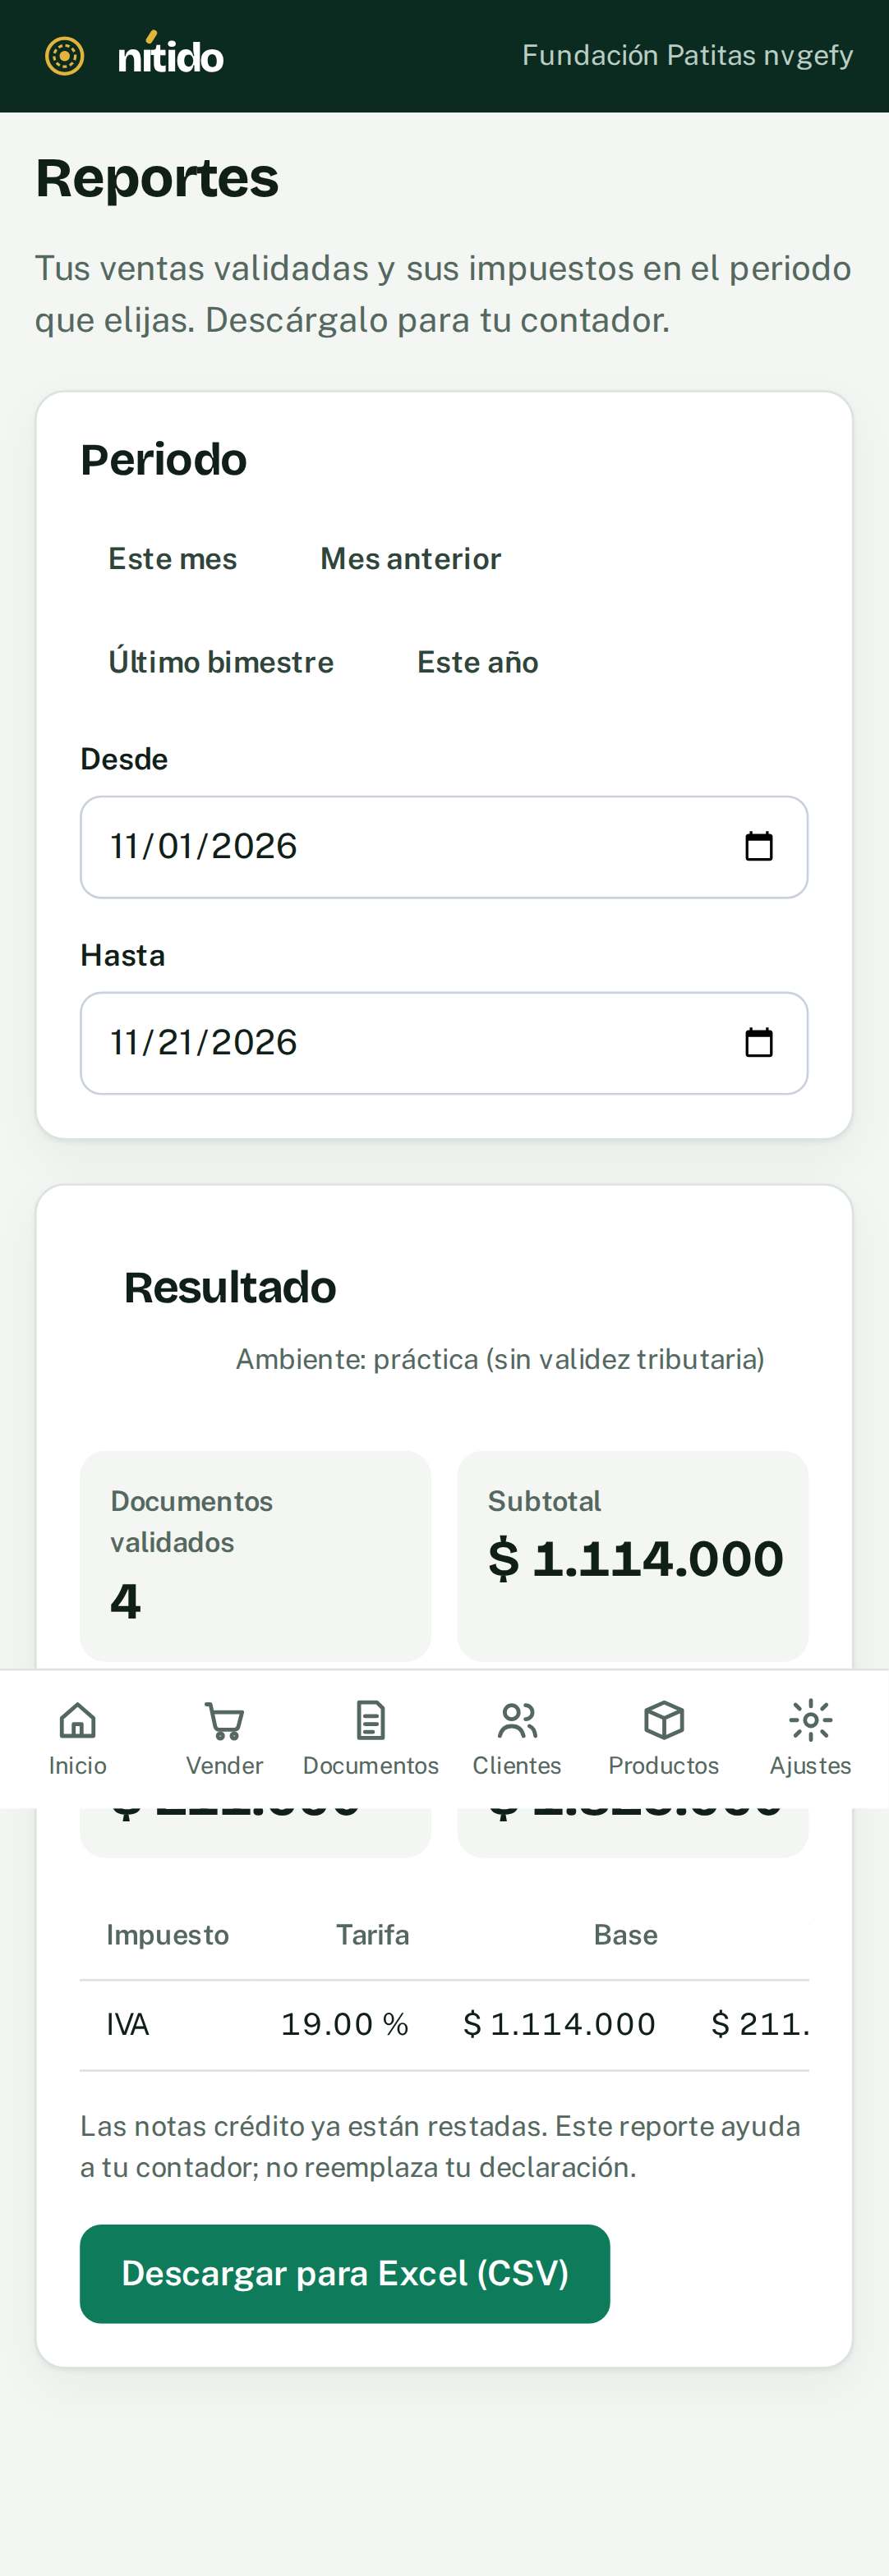 nítido
Fundación Patitas nvgefy
Reportes
Tus ventas validadas y sus impuestos en el periodo
que elijas. Descárgalo para tu contador.
Periodo
Este mes
Mes anterior
Último bimestre
Este año
Desde
11/01/2026
Hasta
11/21/2026
Resultado
Ambiente: práctica (sin validez tributaria)
Documentos
validados
4
Subtotal
$ 1.114.000
Inicio
Vender
Documentos
Clientes
Productos
Ajustes
Impuesto
Tarifa
Base
IVA
19.00 %
$ 1.114.000
$ 211.
Las notas crédito ya están restadas. Este reporte ayuda
a tu contador; no reemplaza tu declaración.
Descargar para Excel (CSV)